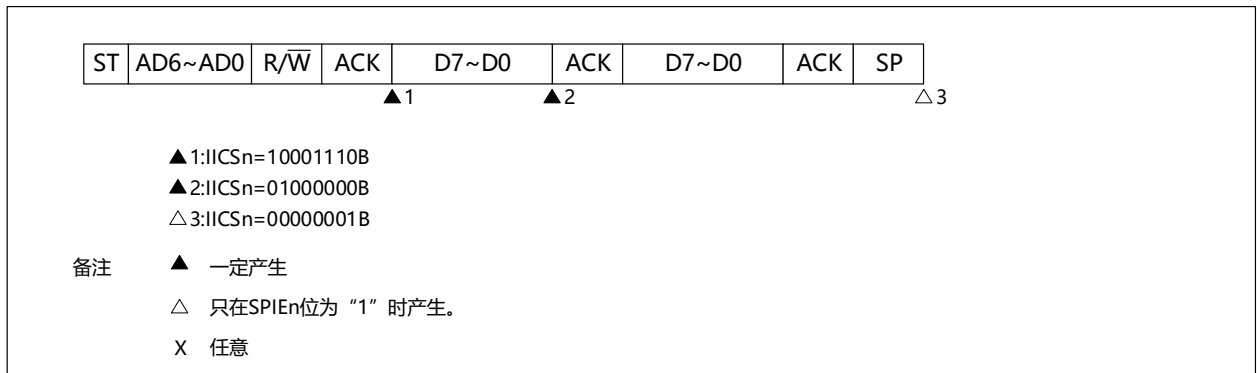 ST AD6~AD0 R/W̅ ACK D7~D0 ACK D7~D0 ACK SP
▲1 ▲2 △3
▲1:IICSn=10001110B
▲2:IICSn=01000000B
△3:IICSn=00000001B
备注 ▲ 一定产生
△ 只在SPIEn位为“1”时产生。
X 任意